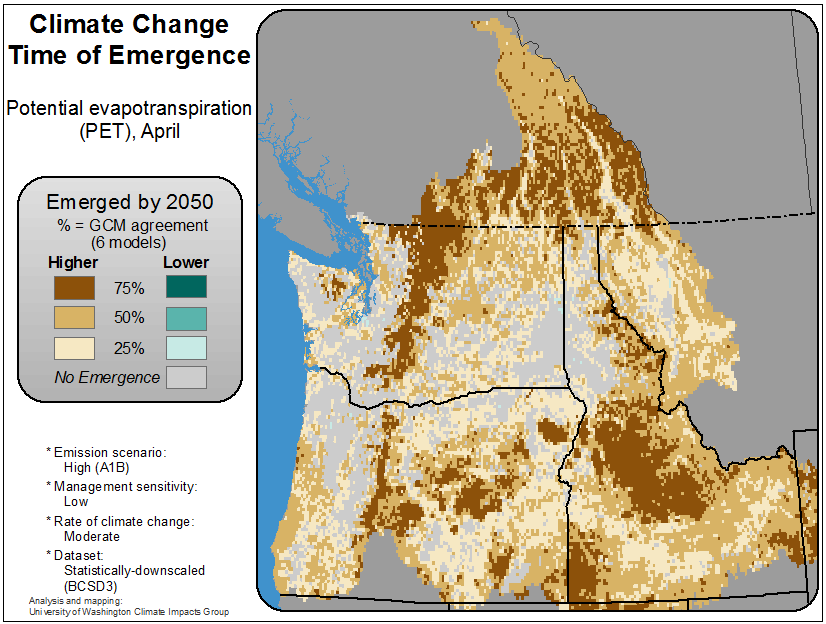 Climate Change
Time of Emergence
Potential evapotranspiration
(PET), April
Emerged by 2050
% = GCM agreement
(6 models)
Higher Lower
75%
50%
25%
No Emergence
* Emission scenario:
High (A1B)
* Management sensitivity:
Low
* Rate of climate change:
Moderate
* Dataset:
Statistically-downscaled
(BCSD3)
Analysis and mapping:
University of Washington Climate Impacts Group